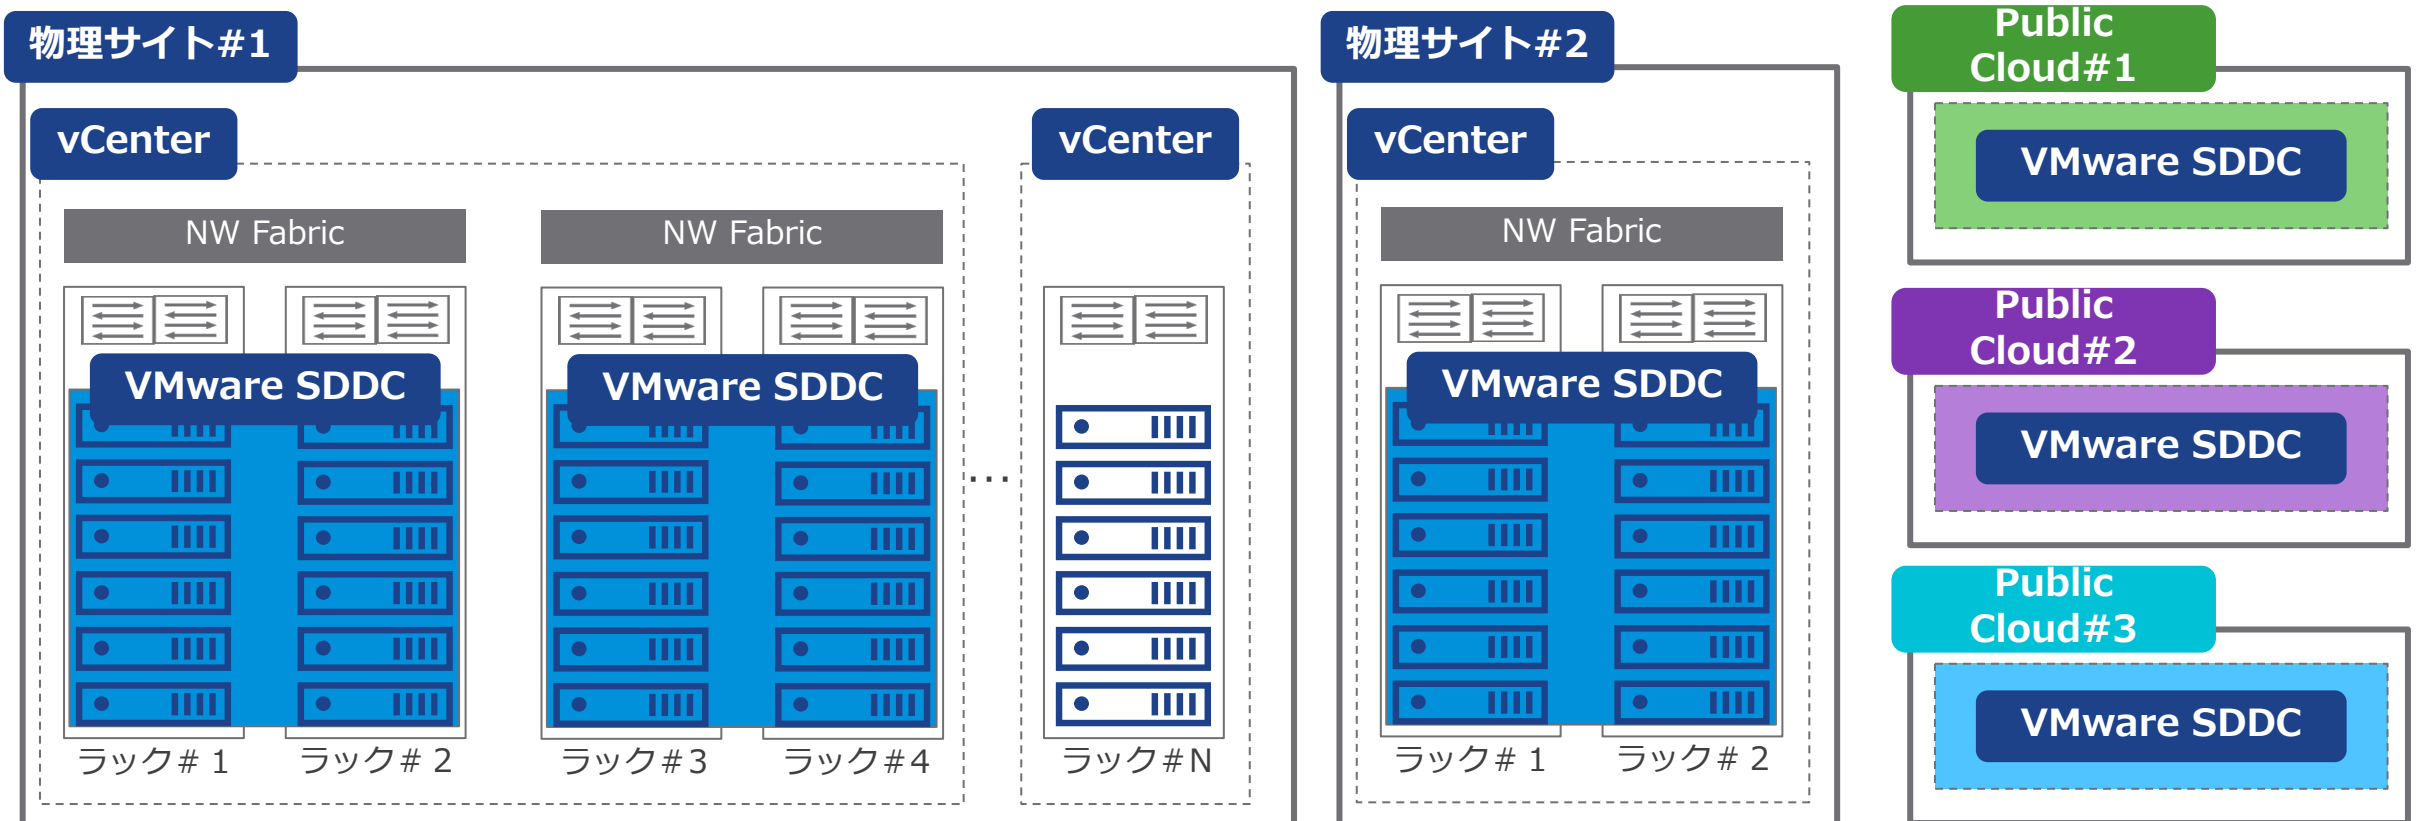 物理サイト#1
vCenter
NW Fabric
NW Fabric
VMware SDDC
VMware SDDC
ラック#1
ラック#2
ラック#3
ラック#4
…
vCenter
ラック#N
物理サイト#2
vCenter
NW Fabric
VMware SDDC
ラック#1
ラック#2
Public
Cloud#1
VMware SDDC
Public
Cloud#2
VMware SDDC
Public
Cloud#3
VMware SDDC